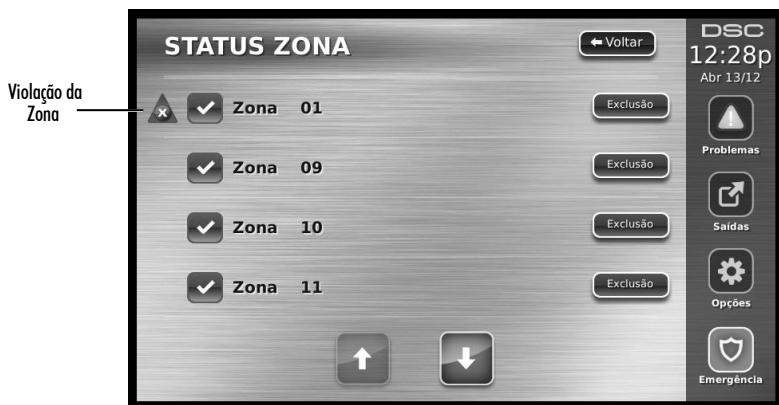 STATUS ZONA
Voltar
DSC
12:28p
Abr 13/12
Violação da
Zona
x
Zona 01
Exclusão
Problemas
Zona 09
Exclusão
Zona 10
Exclusão
Saídas
Zona 11
Exclusão
Opções
Emergência